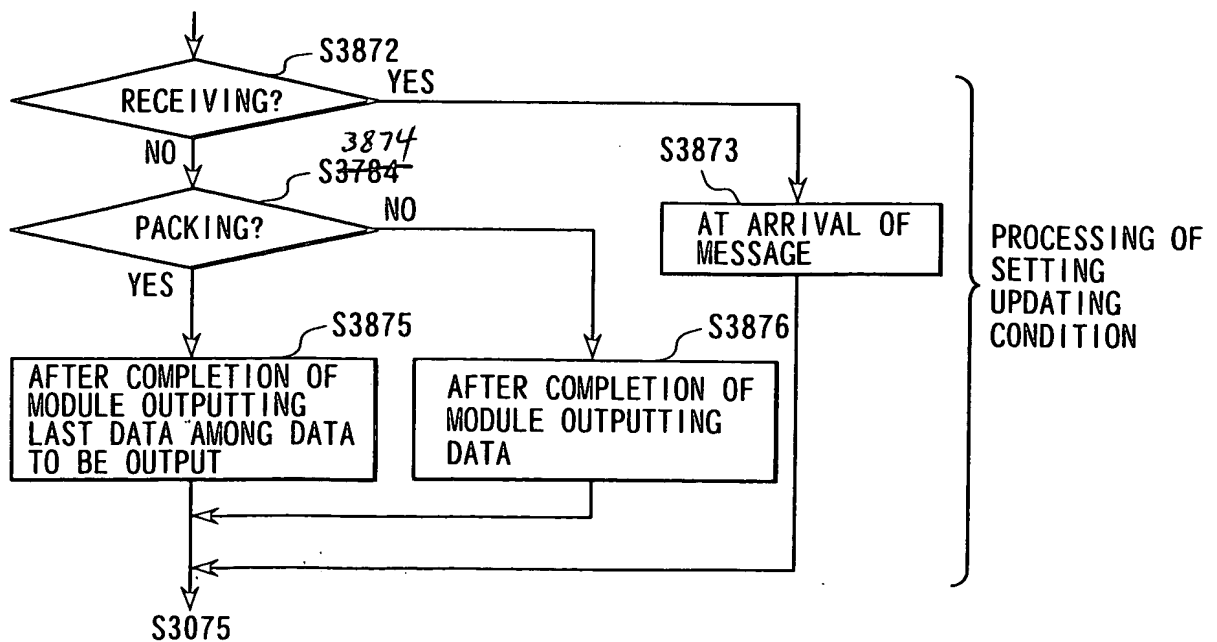 S3872
RECEIVING?
YES
NO
3874
S3784
PACKING?
NO
YES
S3873
AT ARRIVAL OF
MESSAGE
PROCESSING OF
SETTING
UPDATING
CONDITION
S3875
AFTER COMPLETION OF
MODULE OUTPUTTING
LAST DATA AMONG DATA
TO BE OUTPUT
S3876
AFTER COMPLETION OF
MODULE OUTPUTTING
DATA
S3075